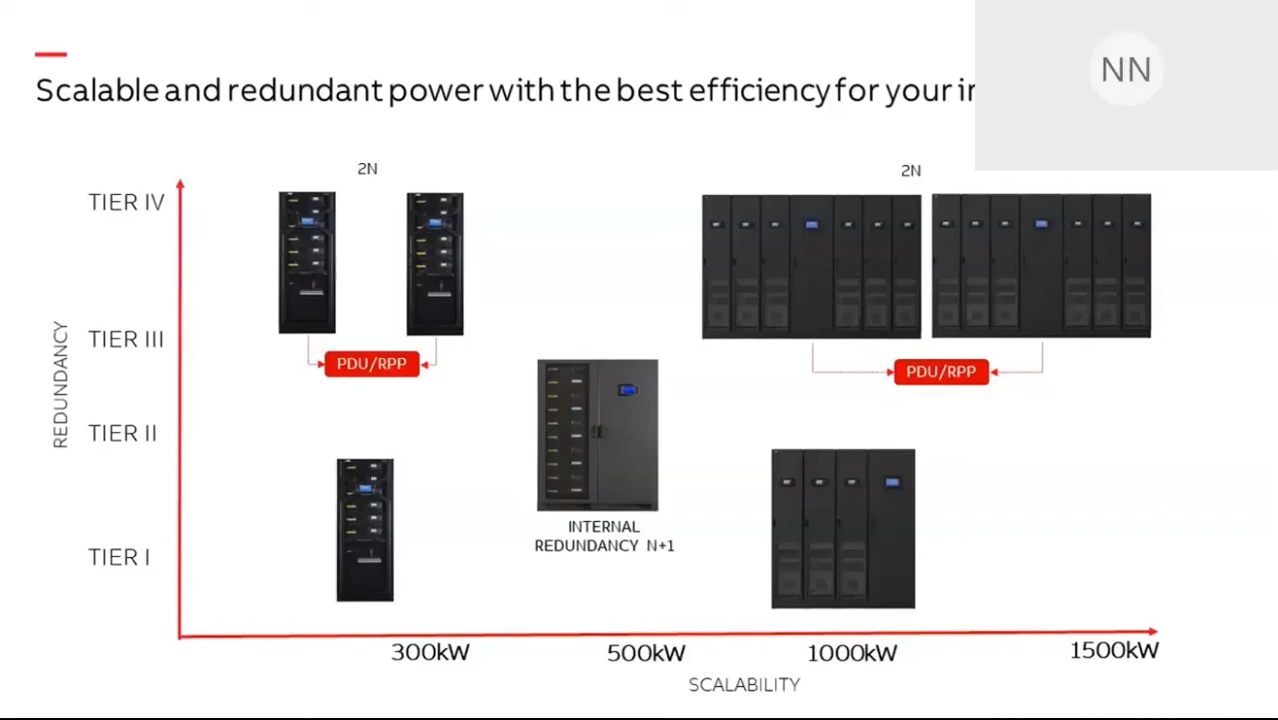 Scalable and redundant power with the best efficiency for your
NN
2N
2N
TIER IV
TIER III
PDU/RPP
PDU/RPP
REDUNDANCY
TIER II
INTERNAL
REDUNDANCY N+1
TIER I
300kW
500kW
1000kW
1500kW
SCALABILITY